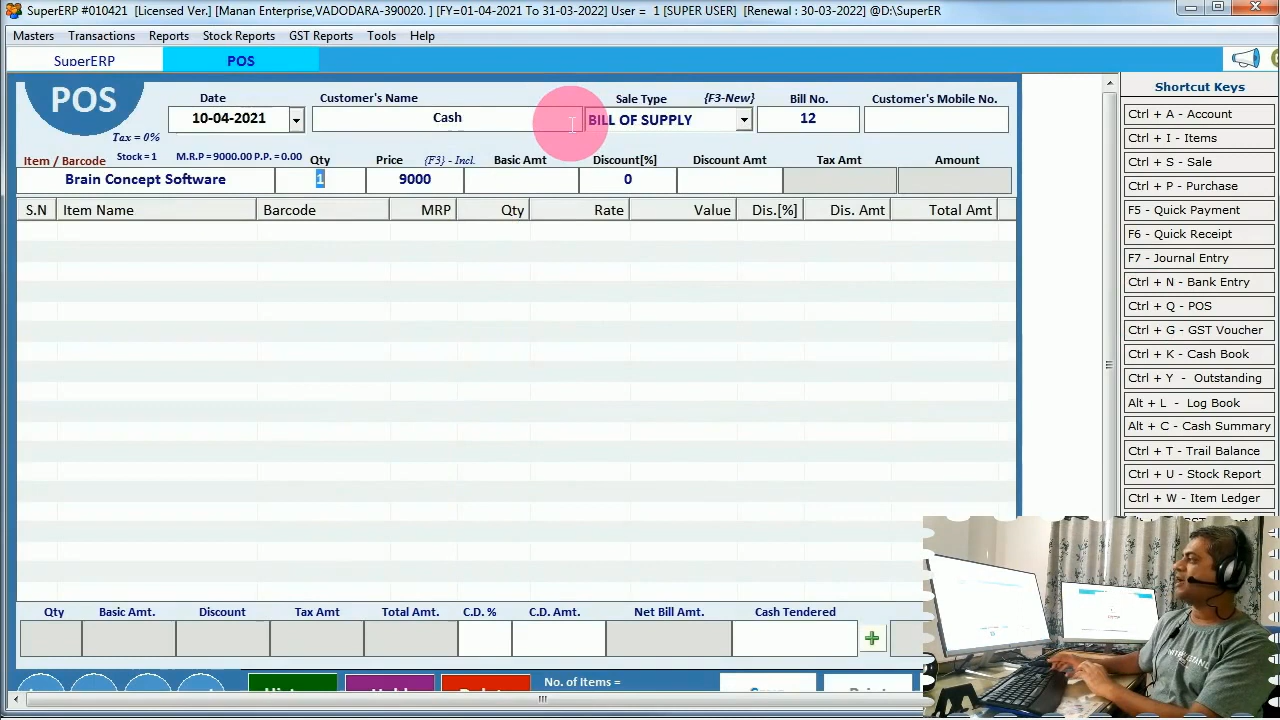 SuperERP #010421 [Licensed Ver.] [Manan Enterprise,VADODARA-390020. ] [FY=01-04-2021 To 31-03-2022] User = 1 [SUPER USER] [Renewal : 30-03-2022] @D:\SupERP
Masters Transactions Reports Stock Reports GST Reports Tools Help
SuperERP POS
Shortcut Keys
POS
Date Customer's Name Sale Type {F3-New} Bill No. Customer's Mobile No.
10-04-2021 Cash BILL OF SUPPLY 12
Tax = 0%
Item / Barcode Stock = 1 M.R.P = 9000.00 P.P. = 0.00 Qty Price {F3} - Incl. Basic Amt Discount[%] Discount Amt Tax Amt Amount
Brain Concept Software 1 9000 0
S.N Item Name Barcode MRP Qty Rate Value Dis.[%] Dis. Amt Total Amt
Ctrl + A - Account
Ctrl + I - Items
Ctrl + S - Sale
Ctrl + P - Purchase
F5 - Quick Payment
F6 - Quick Receipt
F7 - Journal Entry
Ctrl + N - Bank Entry
Ctrl + Q - POS
Ctrl + G - GST Voucher
Ctrl + K - Cash Book
Ctrl + Y - Outstanding
Alt + L - Log Book
Alt + C - Cash Summary
Ctrl + T - Trail Balance
Ctrl + U - Stock Report
Ctrl + W - Item Ledger
Qty Basic Amt. Discount Tax Amt Total Amt. C.D. % C.D. Amt. Net Bill Amt. Cash Tendered
No. of Items =